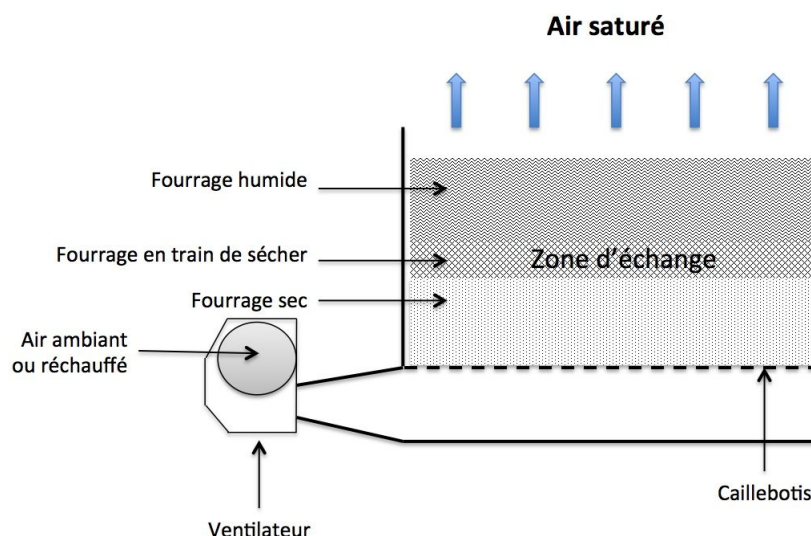 Air saturé
Fourrage humide
Fourrage en train de sécher
Zone d'échange
Fourrage sec
Air ambiant
ou réchauffé
Caillebotis
Ventilateur